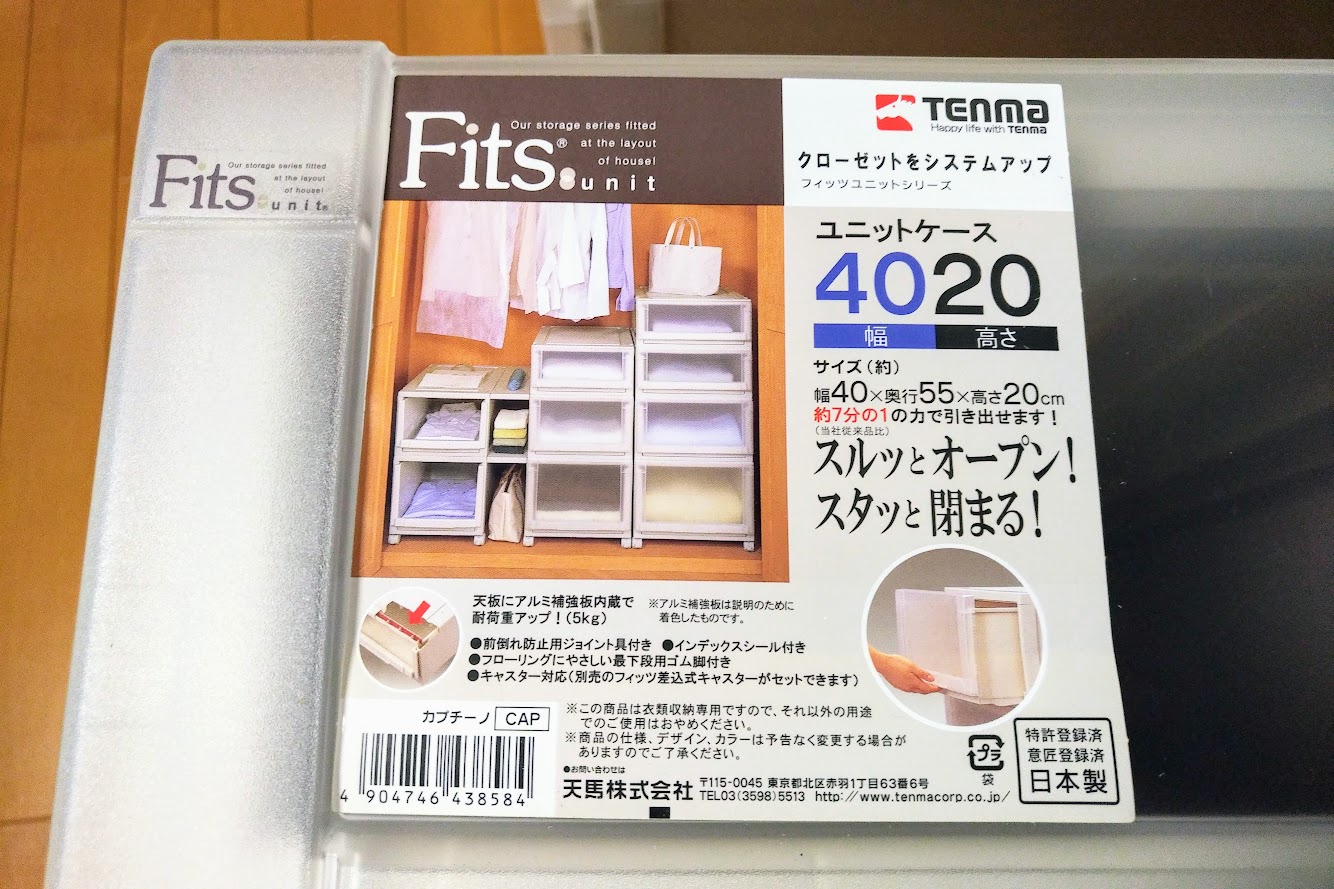 Fits
Our storage series fitted
at the layout
of house!
unit®
Fits®
Our storage series fitted
at the layout
of house!
unit
TENMA
Happy life with TENMA
クローゼットをシステムアップ
フィッツユニットシリーズ
ユニットケース
4020
幅 高さ
サイズ(約)
幅40×奥行55×高さ20cm
約7分の1の力で引き出せます!
(当社従来品比)
スルッとオープン!
スタッと閉まる!
天板にアルミ補強板内蔵で
耐荷重アップ!(5kg)
※アルミ補強板は説明のために
着色したものです。
●前倒れ防止用ジョイント具付き ●インデックスシール付き
●フローリングにやさしい最下段用ゴム脚付き
●キャスター対応(別売のフィッツ差込式キャスターがセットできます)
カプチーノ CAP
4 904746 438584
※この商品は衣類収納専用ですので、それ以外の用途
でのご使用はおやめください。
※商品の仕様、デザイン、カラーは予告なく変更する場合が
ありますのでご了承ください。
●お問い合わせは
天馬株式会社
〒115-0045 東京都北区赤羽1丁目63番6号
TEL03(3598)5513 http://www.tenmacorp.co.jp/
プラ
袋
特許登録済
意匠登録済
日本製